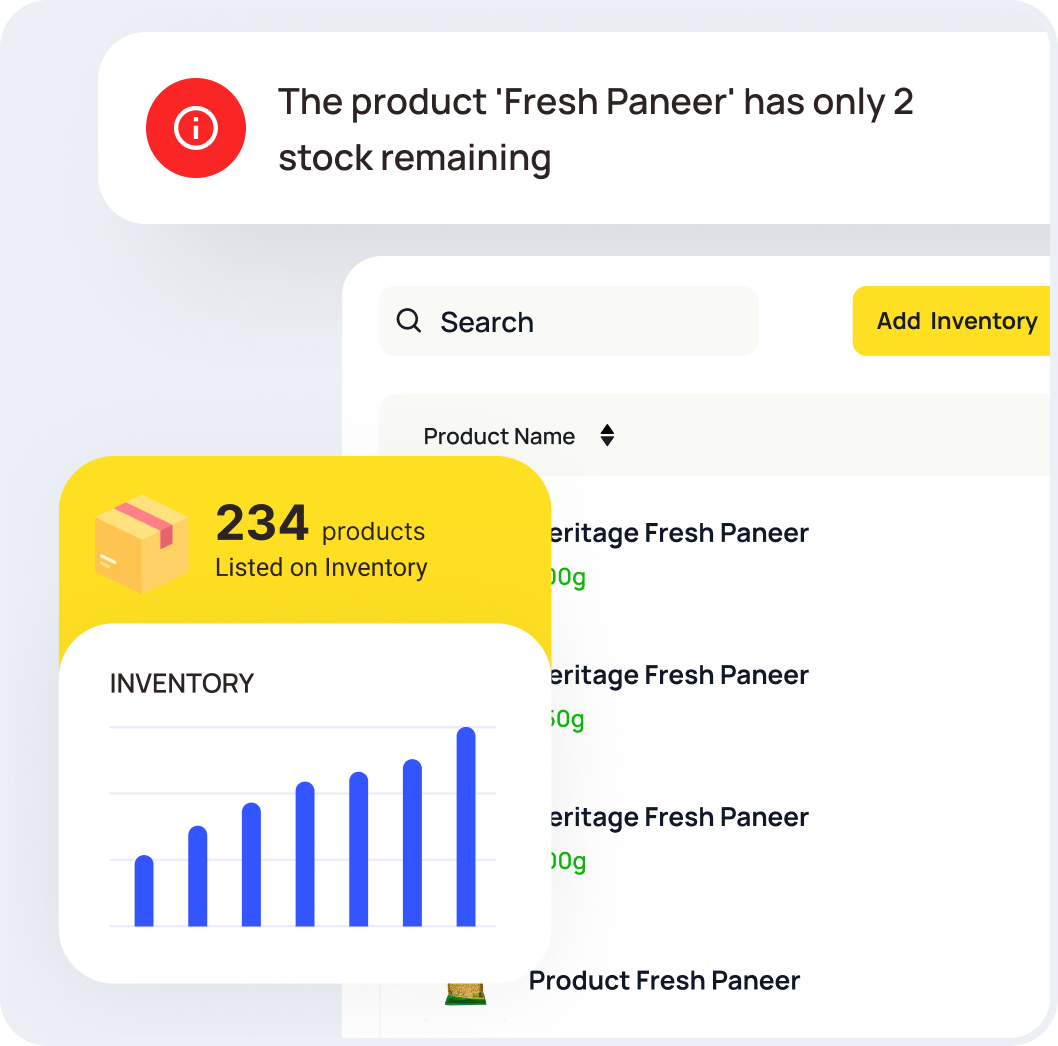 The product 'Fresh Paneer' has only 2
stock remaining
Search
Add Inventory
Product Name
234 products
Listed on Inventory
INVENTORY
eritage Fresh Paneer
00g
eritage Fresh Paneer
50g
eritage Fresh Paneer
00g
Product Fresh Paneer